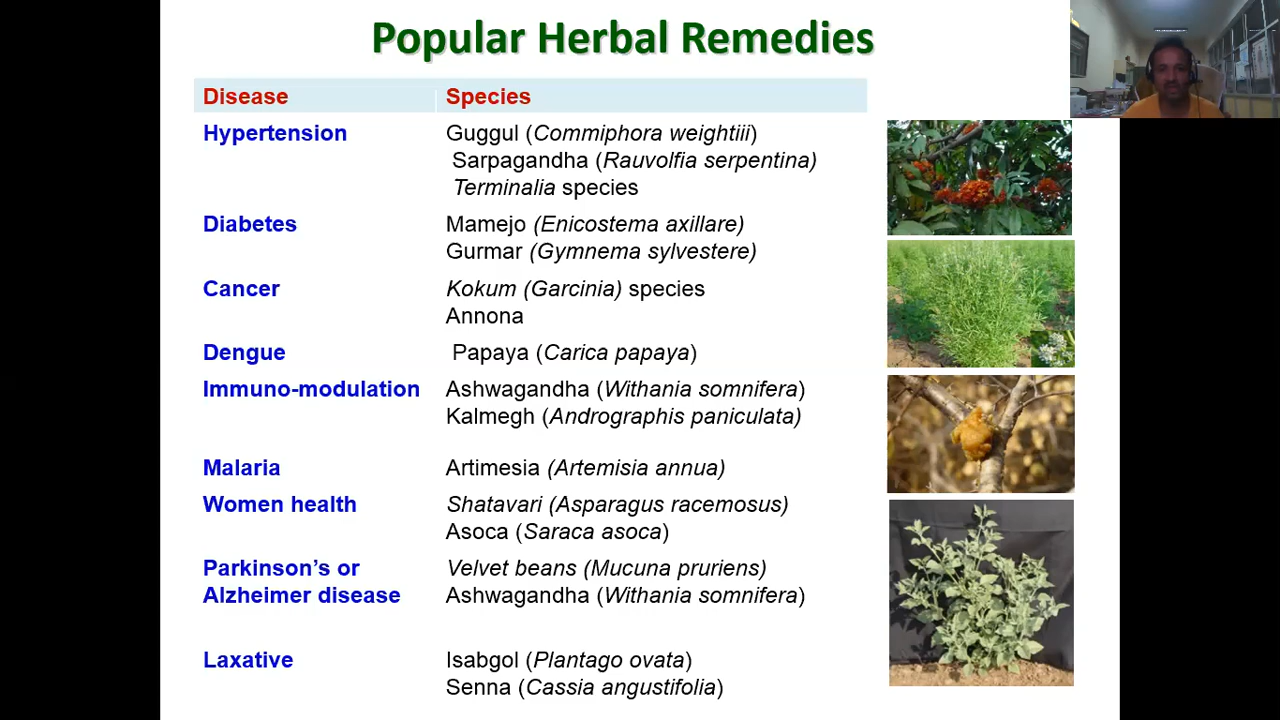 Popular Herbal Remedies
Disease Species
Hypertension Guggul (Commiphora weightiii)
Sarpagandha (Rauvolfia serpentina)
Terminalia species
Diabetes Mamejo (Enicostema axillare)
Gurmar (Gymnema sylvestere)
Cancer Kokum (Garcinia) species
Annona
Dengue Papaya (Carica papaya)
Immuno-modulation Ashwagandha (Withania somnifera)
Kalmegh (Andrographis paniculata)
Malaria Artimesia (Artemisia annua)
Women health Shatavari (Asparagus racemosus)
Asoca (Saraca asoca)
Parkinson’s or Velvet beans (Mucuna pruriens)
Alzheimer disease Ashwagandha (Withania somnifera)
Laxative Isabgol (Plantago ovata)
Senna (Cassia angustifolia)